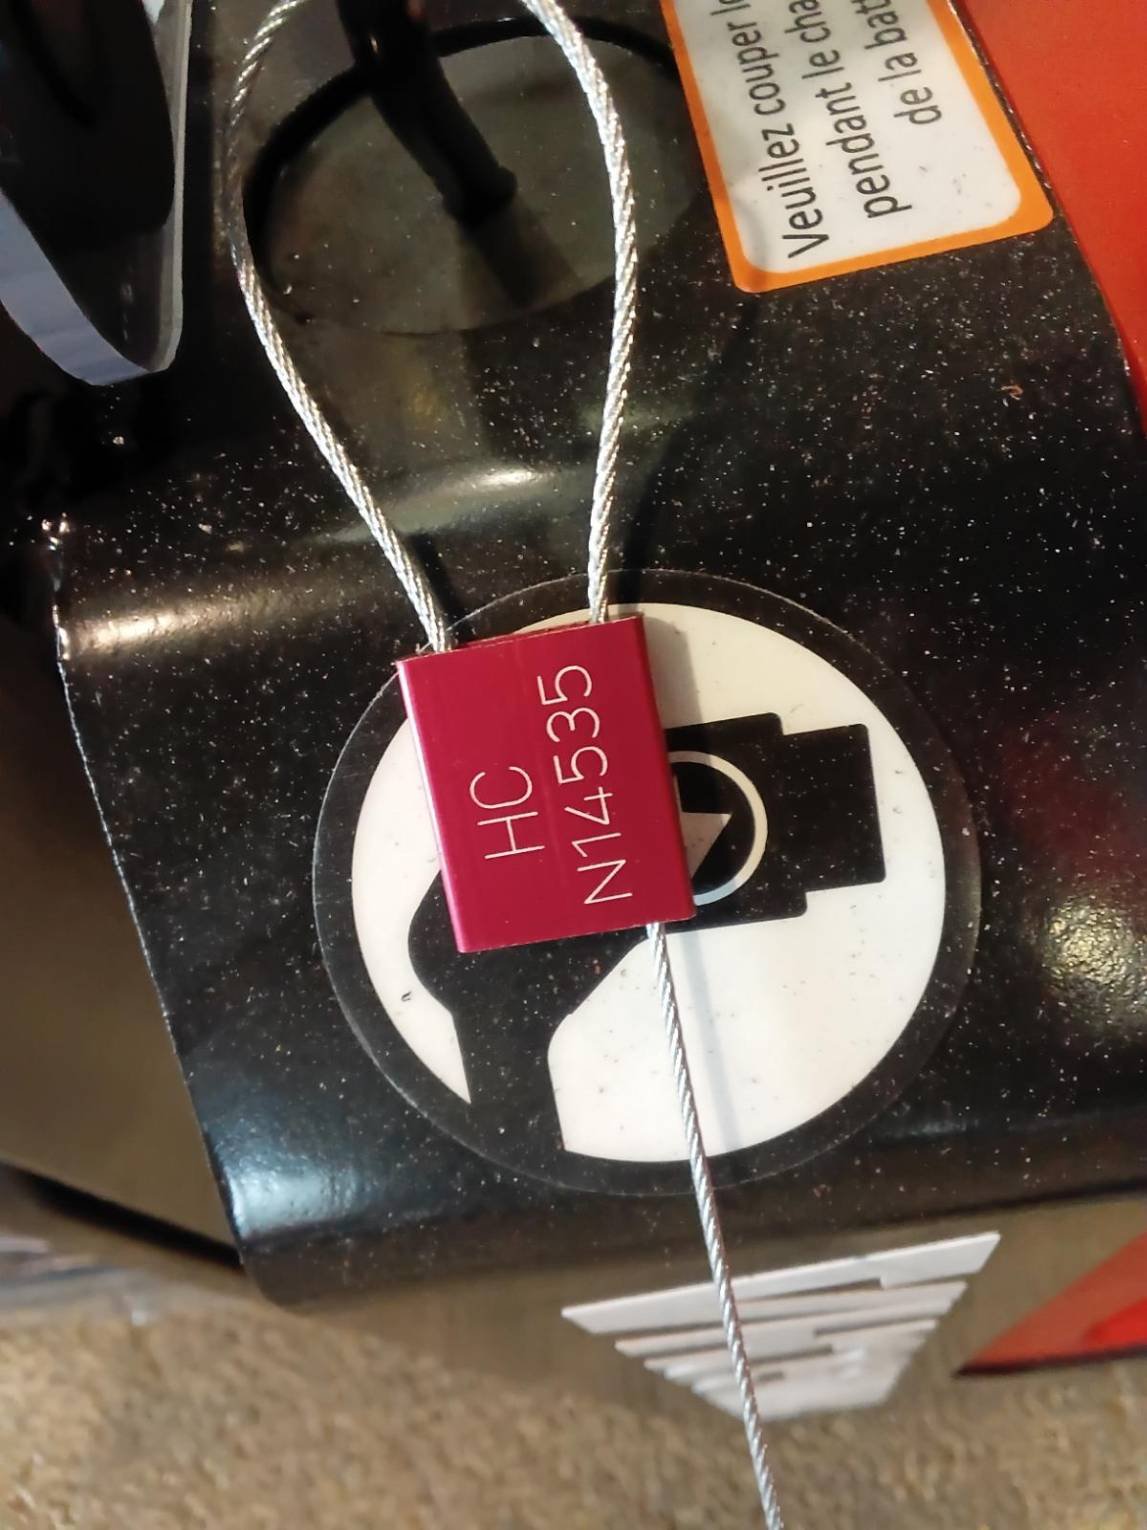 Veuillez couper
pendant le
de la
HC
N14535